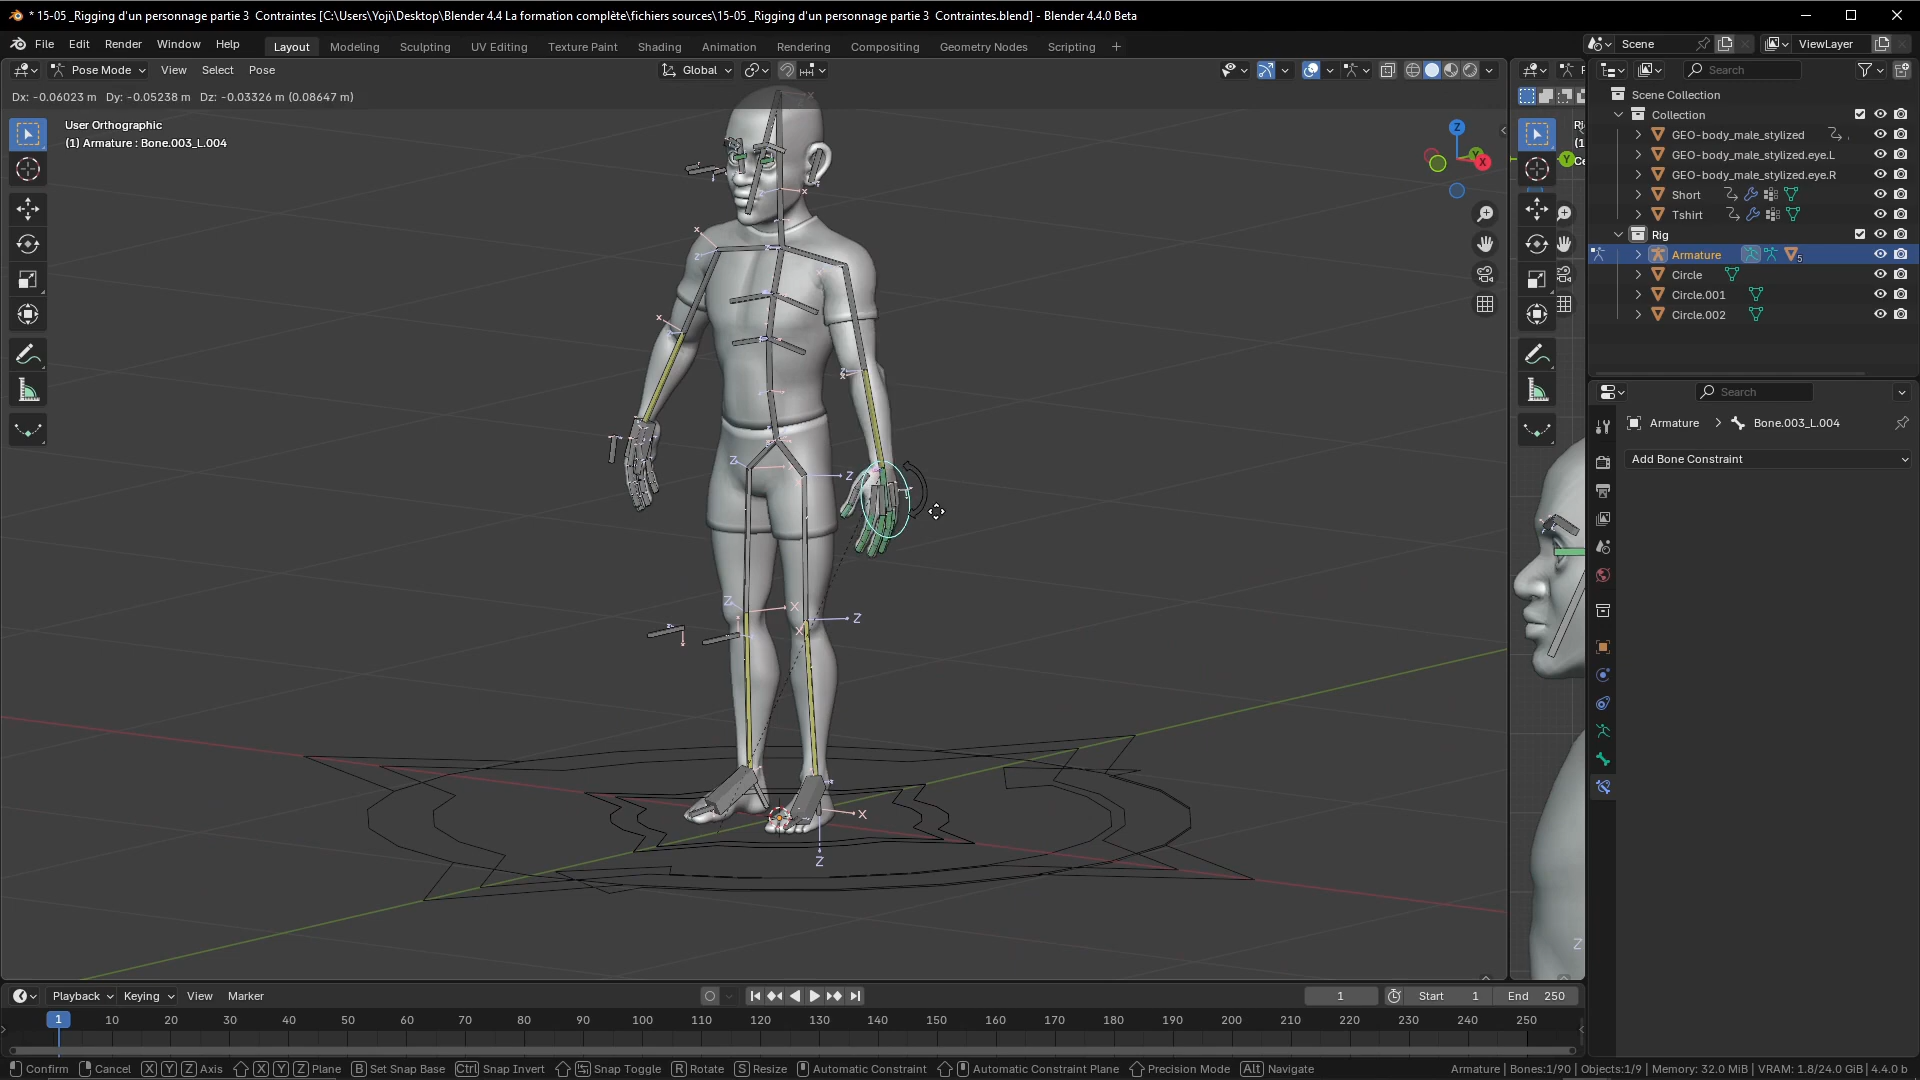 * 15-05 _Rigging d'un personnage partie 3  Contraintes [C:\Users\Yoji\Desktop\Blender 4.4 La formation complète\fichiers sources\15-05 _Rigging d'un personnage partie 3  Contraintes.blend] - Blender 4.4.0 Beta
File Edit Render Window Help Layout Modeling Sculpting UV Editing Texture Paint Shading Animation Rendering Compositing Geometry Nodes Scripting + Scene ViewLayer
Pose Mode View Select Pose Global Search
Dx: -0.06023 m   Dy: -0.05238 m   Dz: -0.03326 m (0.08647 m)
User Orthographic
(1) Armature : Bone.003_L.004
Scene Collection
Collection
GEO-body_male_stylized
GEO-body_male_stylized.eye.L
GEO-body_male_stylized.eye.R
Short
Tshirt
Rig
Armature 5
Circle
Circle.001
Circle.002
Search
Armature > Bone.003_L.004
Add Bone Constraint
Z
Y
X
Z
X
Z
Z
X
Z
X
X
Z
Z
Playback Keying View Marker 1 Start 1 End 250
1 10 20 30 40 50 60 70 80 90 100 110 120 130 140 150 160 170 180 190 200 210 220 230 240 250
Confirm Cancel X Y Z Axis X Y Z Plane B Set Snap Base Ctrl Snap Invert Snap Toggle R Rotate S Resize Automatic Constraint Automatic Constraint Plane Precision Mode Alt Navigate Armature | Bones:1/90 | Objects:1/9 | Memory: 32.0 MiB | VRAM: 1.8/24.0 GiB | 4.4.0 b